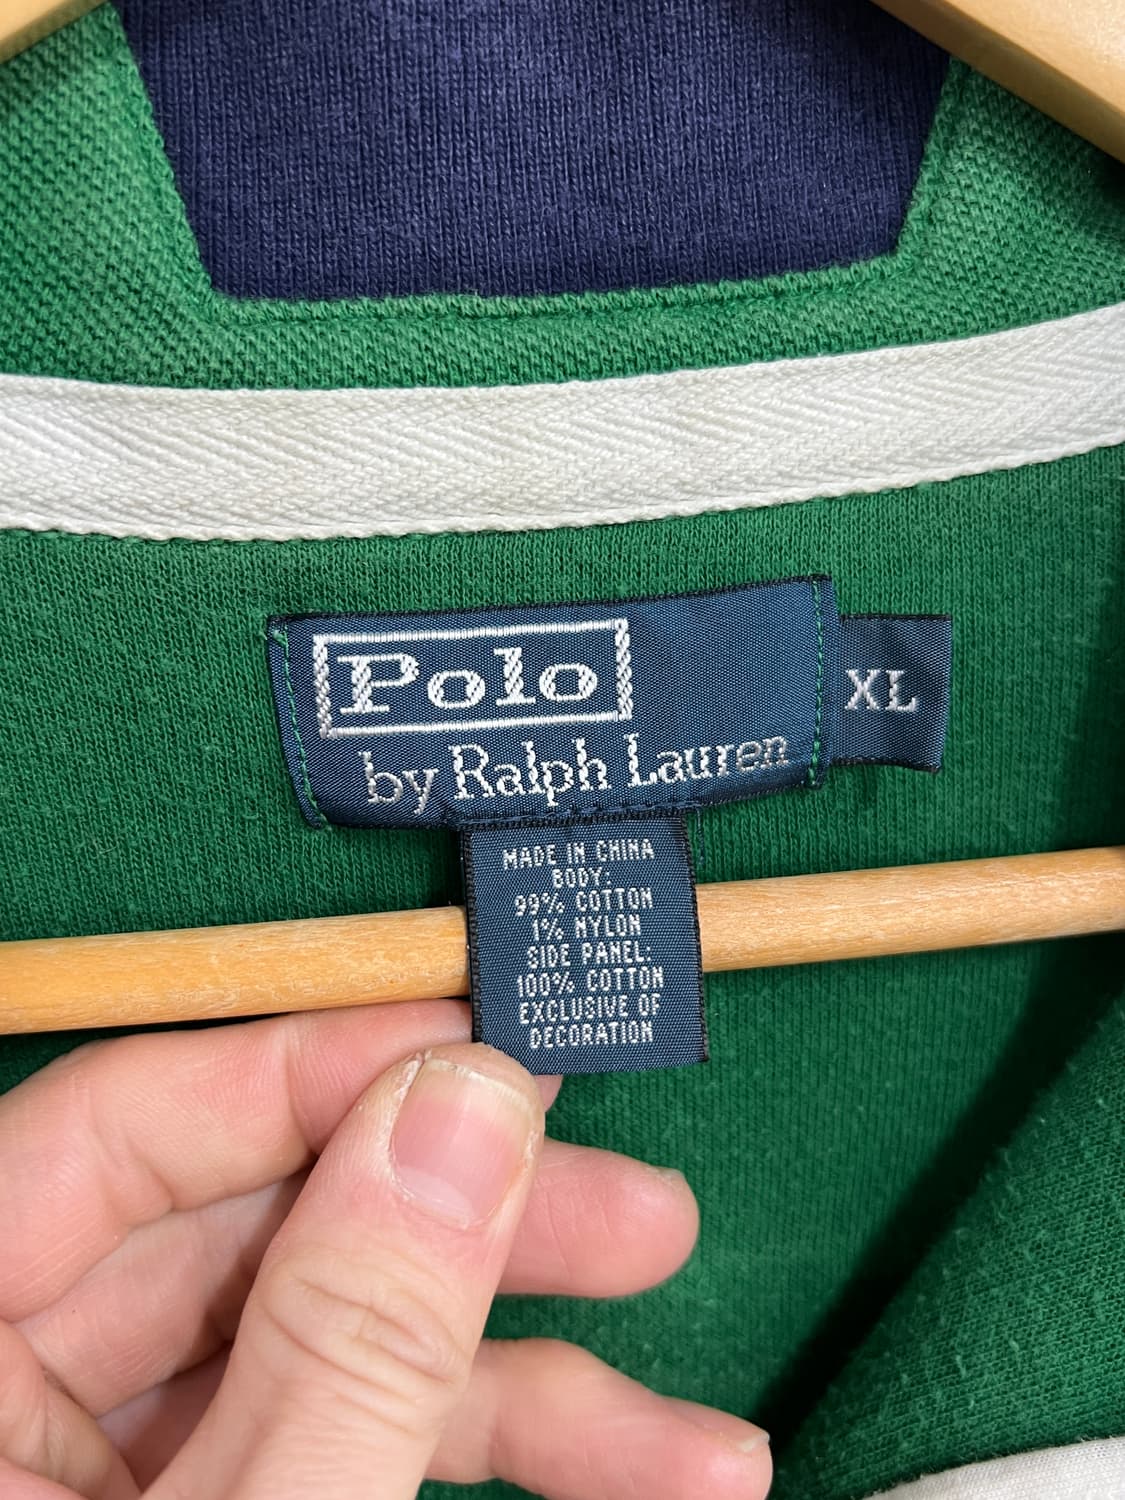 Polo
by Ralph Lauren
XL
MADE IN CHINA
BODY:
99% COTTON
1% NYLON
SIDE PANEL:
100% COTTON
EXCLUSIVE OF
DECORATION